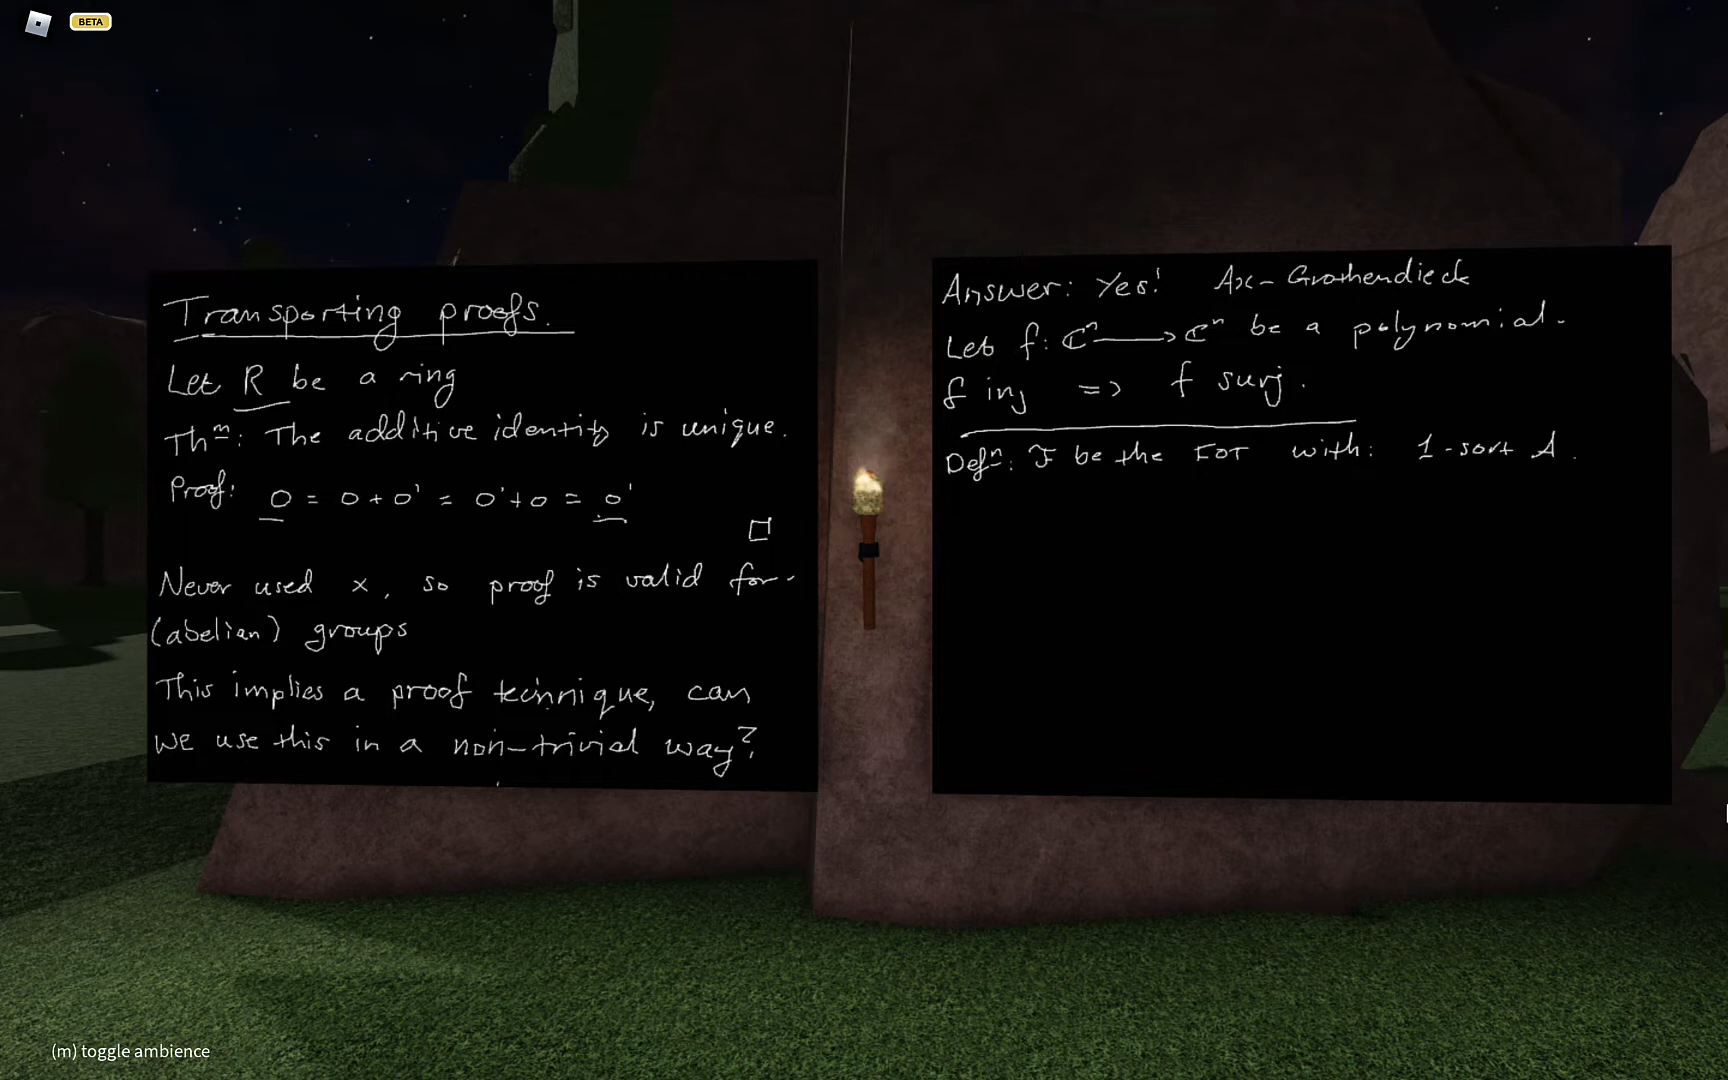 BETA
Transporting proofs.
Let R be a ring
Thm: The additive identity is unique.
Proof: 0 = 0 + 0' = 0' + 0 = 0'
□
Never used x, so proof is valid for
(abelian) groups
This implies a proof technique, can
we use this in a non-trivial way?
Answer: Yes! Ax-Grothendieck
Let f: ℂⁿ → ℂⁿ be a polynomial.
f inj => f surj.
Defⁿ: F be the FOT with: 1-sort A.
(m) toggle ambience